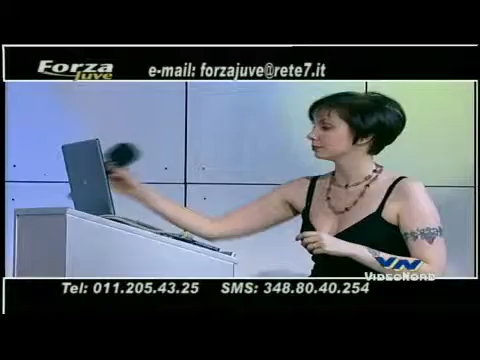 Forza
Juve
e-mail: forzajuve@rete7.it
VN
VIDEONORD
Tel: 011.205.43.25 SMS: 348.80.40.254